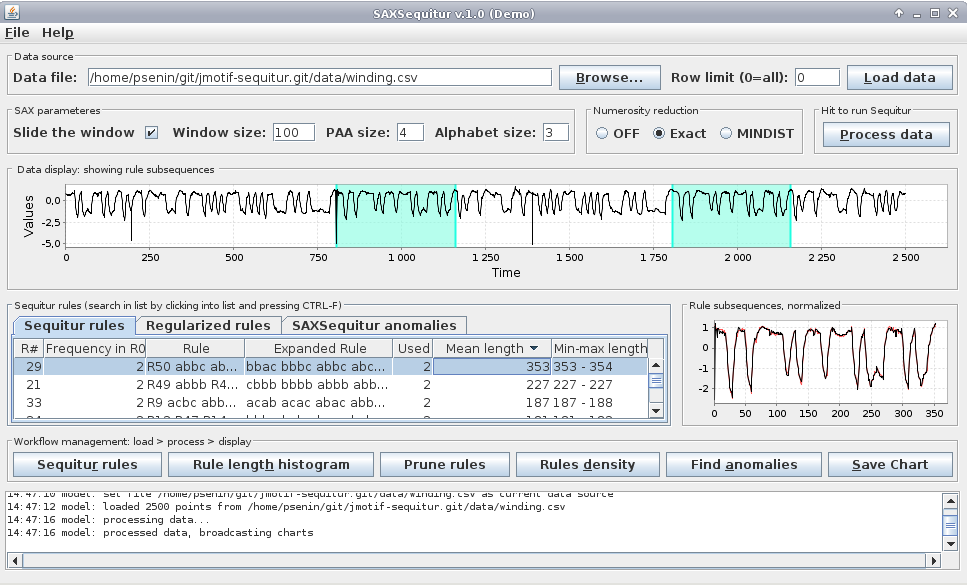 SAXSequitur v.1.0 (Demo)
File Help
Data source
Data file: /home/psenin/git/jmotif-sequitur.git/data/winding.csv Browse... Row limit (0=all): 0 Load data
SAX parameteres
Slide the window Window size: 100 PAA size: 4 Alphabet size: 3
Numerosity reduction
OFF Exact MINDIST
Hit to run Sequitur
Process data
Data display: showing rule subsequences
Values
0,0
-2,5
-5,0
0 250 500 750 1 000 1 250 1 500 1 750 2 000 2 250 2 500
Time
Sequitur rules (search in list by clicking into list and pressing CTRL-F)
Sequitur rules Regularized rules SAXSequitur anomalies
R# Frequency in R0 Rule Expanded Rule Used Mean length Min-max length
29 2 R50 abbc ab... bbac bbbc abbc abc... 2 353 353 - 354
21 2 R49 abbb R4... cbbb bbbb abbb abb... 2 227 227 - 227
33 2 R9 acbc abb... acab acac abac abb... 2 187 187 - 188
Rule subsequences, normalized
1
0
-1
-2
0 50 100 150 200 250 300 350
Workflow management: load > process > display
Sequitur rules Rule length histogram Prune rules Rules density Find anomalies Save Chart
14:47:10 model: set file /home/psenin/git/jmotif-sequitur.git/data/winding.csv as current data source
14:47:12 model: loaded 2500 points from /home/psenin/git/jmotif-sequitur.git/data/winding.csv
14:47:16 model: processing data...
14:47:16 model: processed data, broadcasting charts